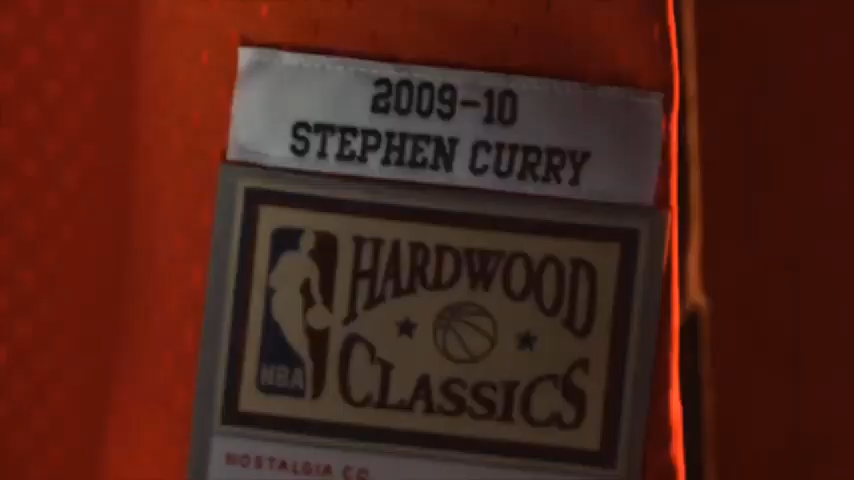 2009-10
STEPHEN CURRY
HARDWOOD
CLASSICS
NBA
NOSTALGIA CO.